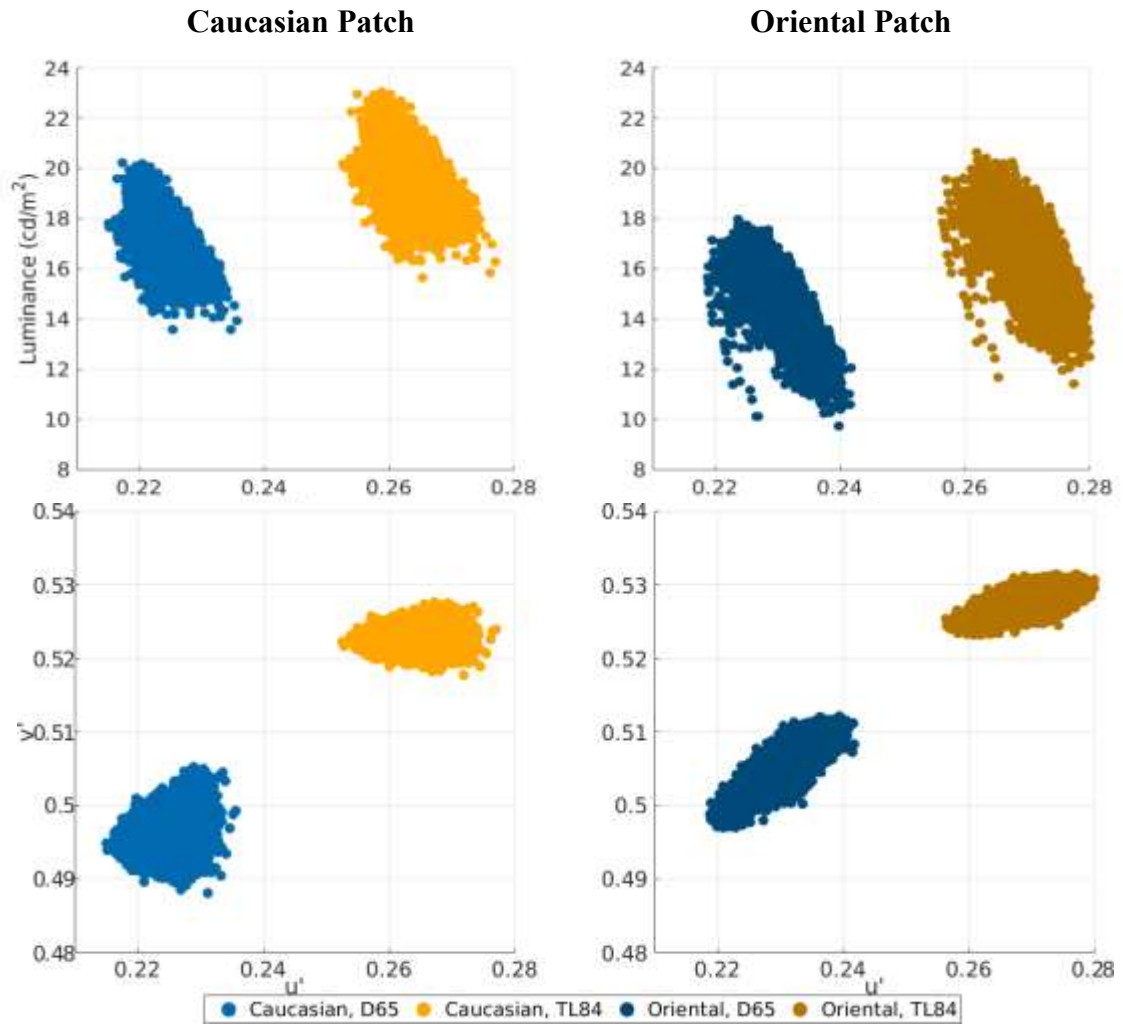 Caucasian Patch Oriental Patch
24 24
22 22
20 20
18 18
16 16
14 14
12 12
10 10
8 8
Luminance (cd/m²)
0.22 0.24 0.26 0.28 0.22 0.24 0.26 0.28
0.54 0.54
0.53 0.53
0.52 0.52
0.51 0.51
0.5 0.5
0.49 0.49
0.48 0.48
v'
0.22 0.24 0.26 0.28 0.22 0.24 0.26 0.28
u' u'
Caucasian, D65 Caucasian, TL84 Oriental, D65 Oriental, TL84